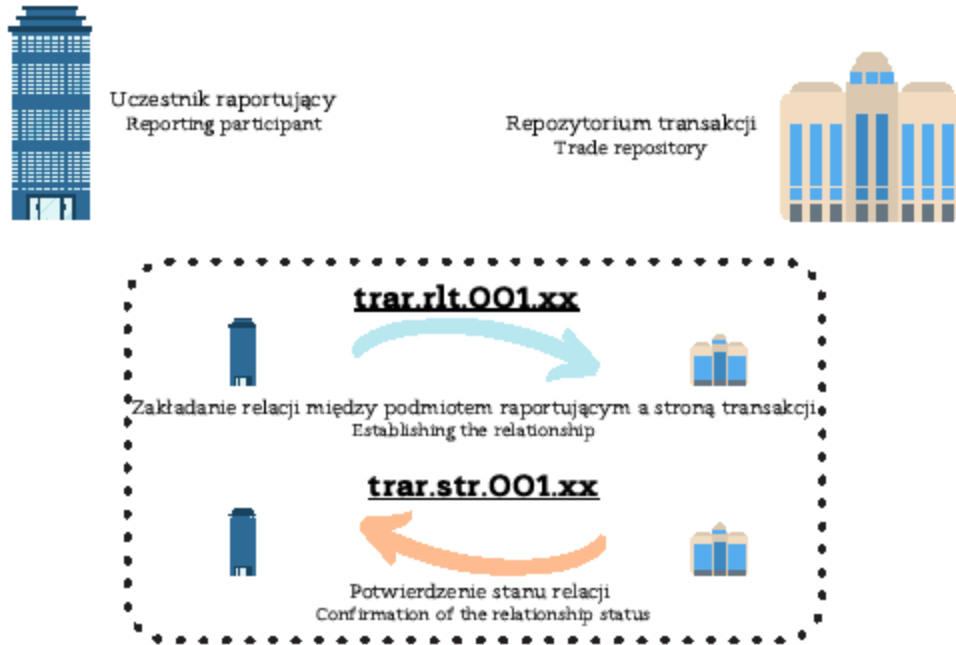 Uczestnik raportujący
Reporting participant
Repozytorium transakcji
Trade repository
trar.rlt.001.xx
Zakładanie relacji między podmiotem raportującym a stroną transakcji
Establishing the relationship
trar.str.001.xx
Potwierdzenie stanu relacji
Confirmation of the relationship status